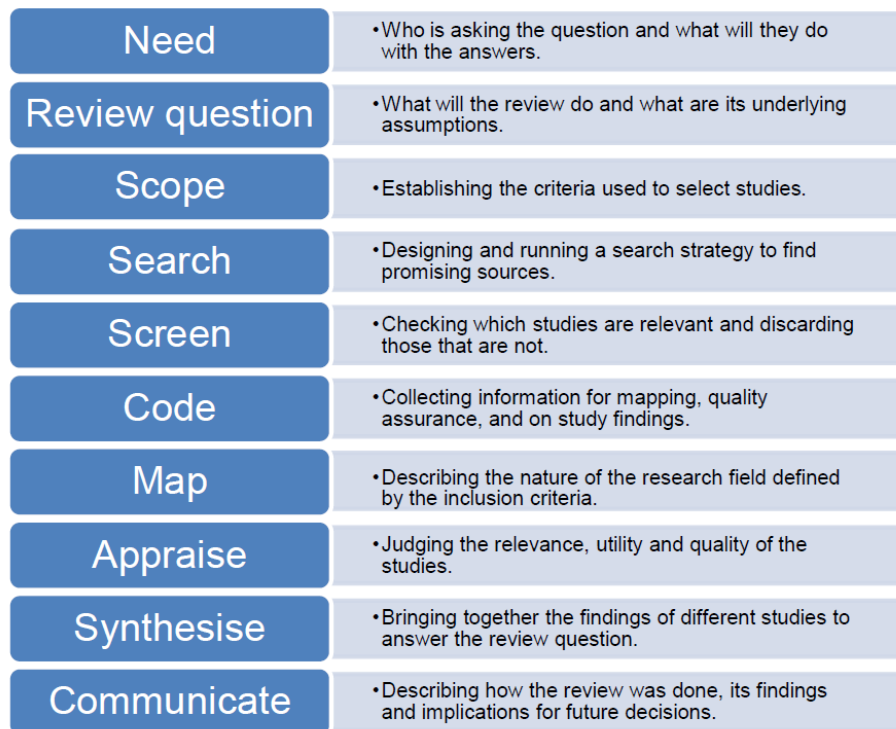 Need
•Who is asking the question and what will they do
with the answers.
Review question
•What will the review do and what are its underlying
assumptions.
Scope
•Establishing the criteria used to select studies.
Search
•Designing and running a search strategy to find
promising sources.
Screen
•Checking which studies are relevant and discarding
those that are not.
Code
•Collecting information for mapping, quality
assurance, and on study findings.
Map
•Describing the nature of the research field defined
by the inclusion criteria.
Appraise
•Judging the relevance, utility and quality of the
studies.
Synthesise
•Bringing together the findings of different studies to
answer the review question.
Communicate
•Describing how the review was done, its findings
and implications for future decisions.